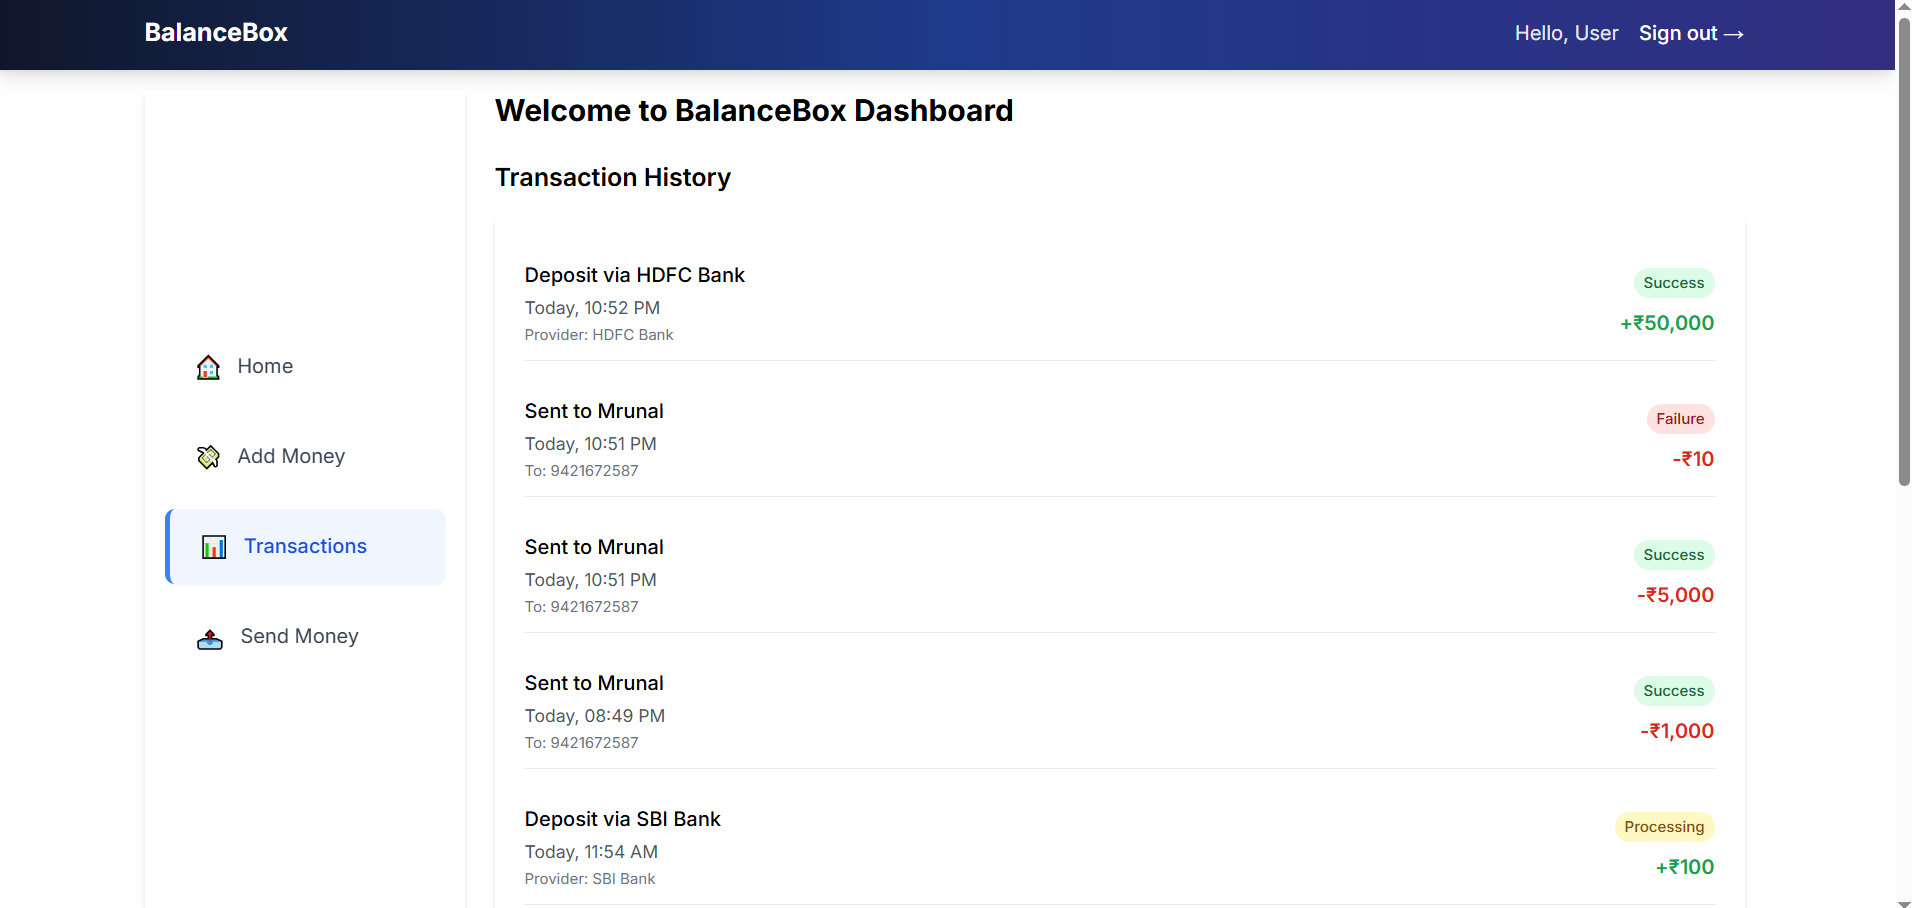 BalanceBox
Hello, User Sign out →
Welcome to BalanceBox Dashboard
Transaction History
Home
Add Money
Transactions
Send Money
Deposit via HDFC Bank
Today, 10:52 PM
Provider: HDFC Bank
Success
+₹50,000
Sent to Mrunal
Today, 10:51 PM
To: 9421672587
Failure
-₹10
Sent to Mrunal
Today, 10:51 PM
To: 9421672587
Success
-₹5,000
Sent to Mrunal
Today, 08:49 PM
To: 9421672587
Success
-₹1,000
Deposit via SBI Bank
Today, 11:54 AM
Provider: SBI Bank
Processing
+₹100